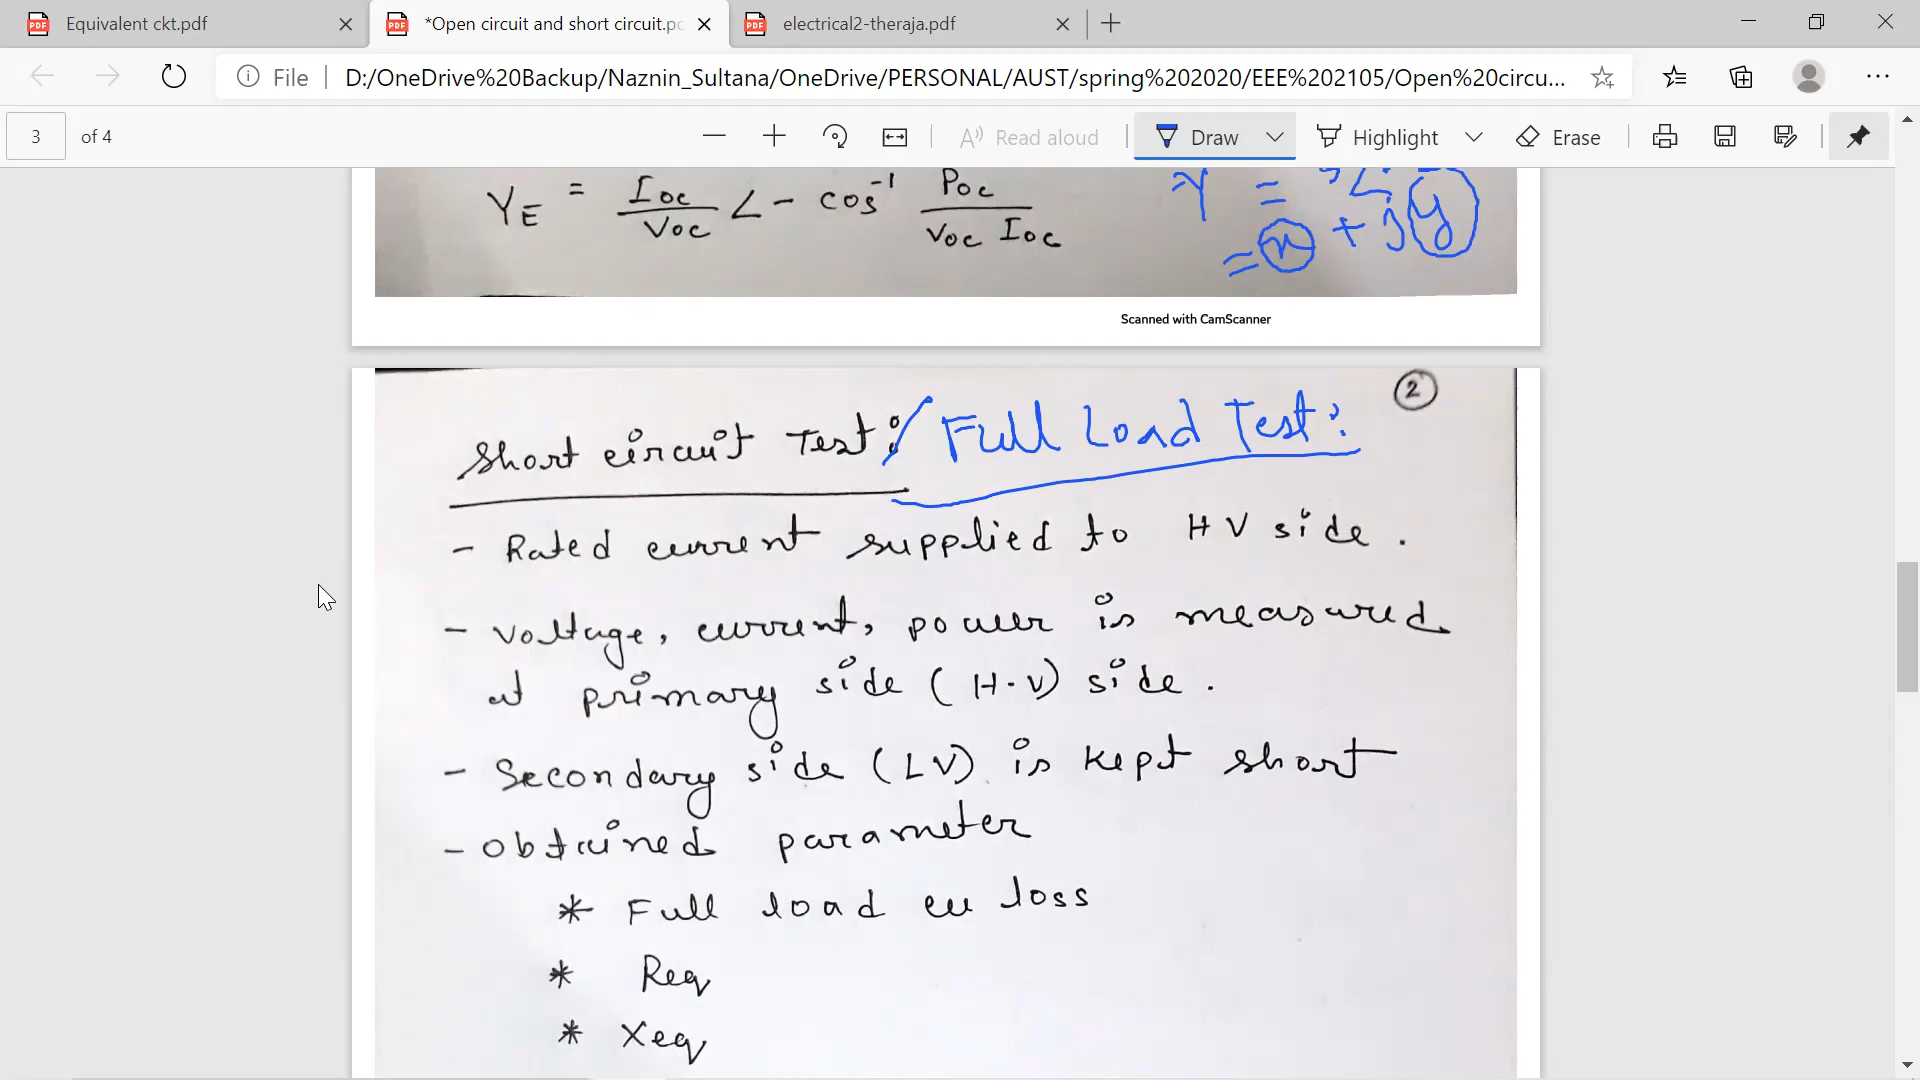 Equivalent ckt.pdf
*Open circuit and short circuit.pc
electrical2-theraja.pdf
File
D:/OneDrive%20Backup/Naznin_Sultana/OneDrive/PERSONAL/AUST/spring%202020/EEE%202105/Open%20circu...
3 of 4
Read aloud
Draw
Highlight
Erase
Y_E = Ioc/Voc ∠- cos⁻¹ Poc/Voc Ioc
Y =
= x + jy
Scanned with CamScanner
2
Short circuit Test: / Full Load Test:
- Rated current supplied to HV side.
- voltage, current, power is measured
at primary side (H.V) side.
- Secondary side (LV) is kept short
- obtained parameter
* Full load cu loss
* Req
* Xeq